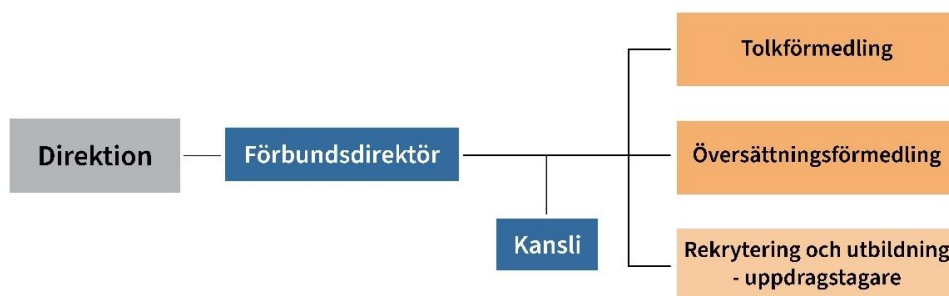 Direktion
Förbundsdirektör
Kansli
Tolkförmedling
Översättningsförmedling
Rekrytering och utbildning
- uppdragstagare